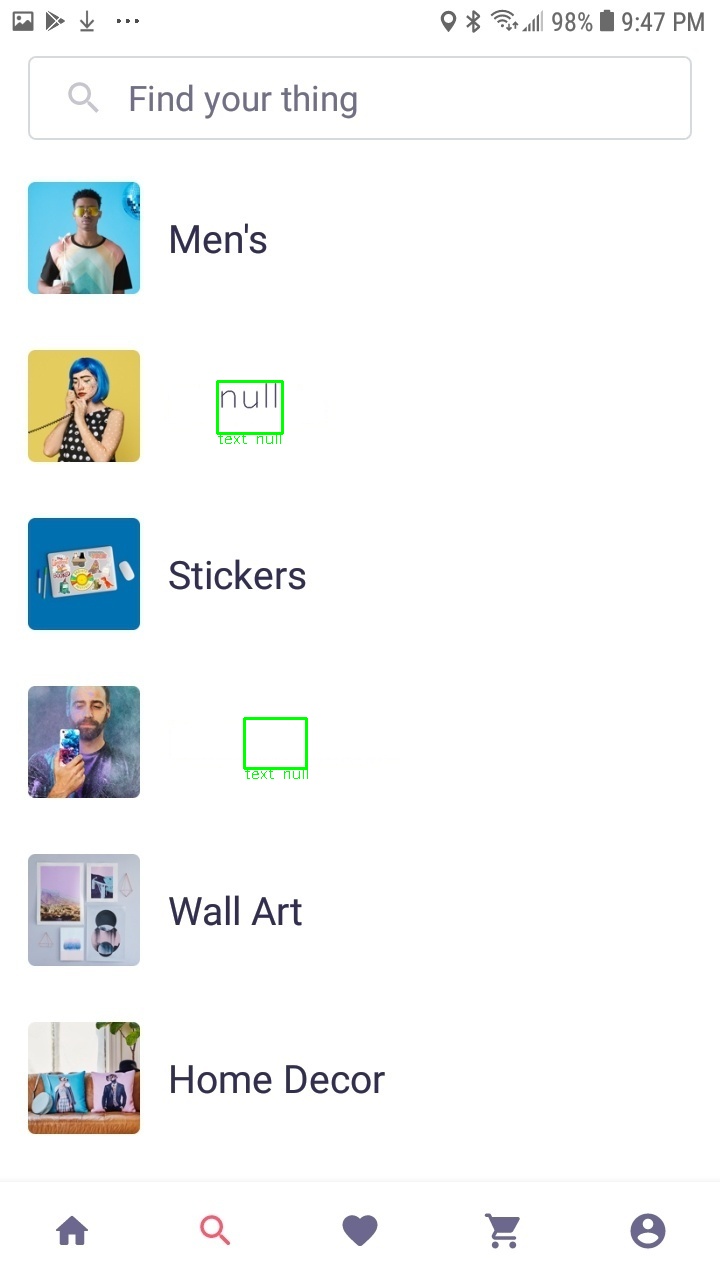 98% 9:47 PM
Find your thing
Men's
null
text null
Stickers
text null
Wall Art
Home Decor